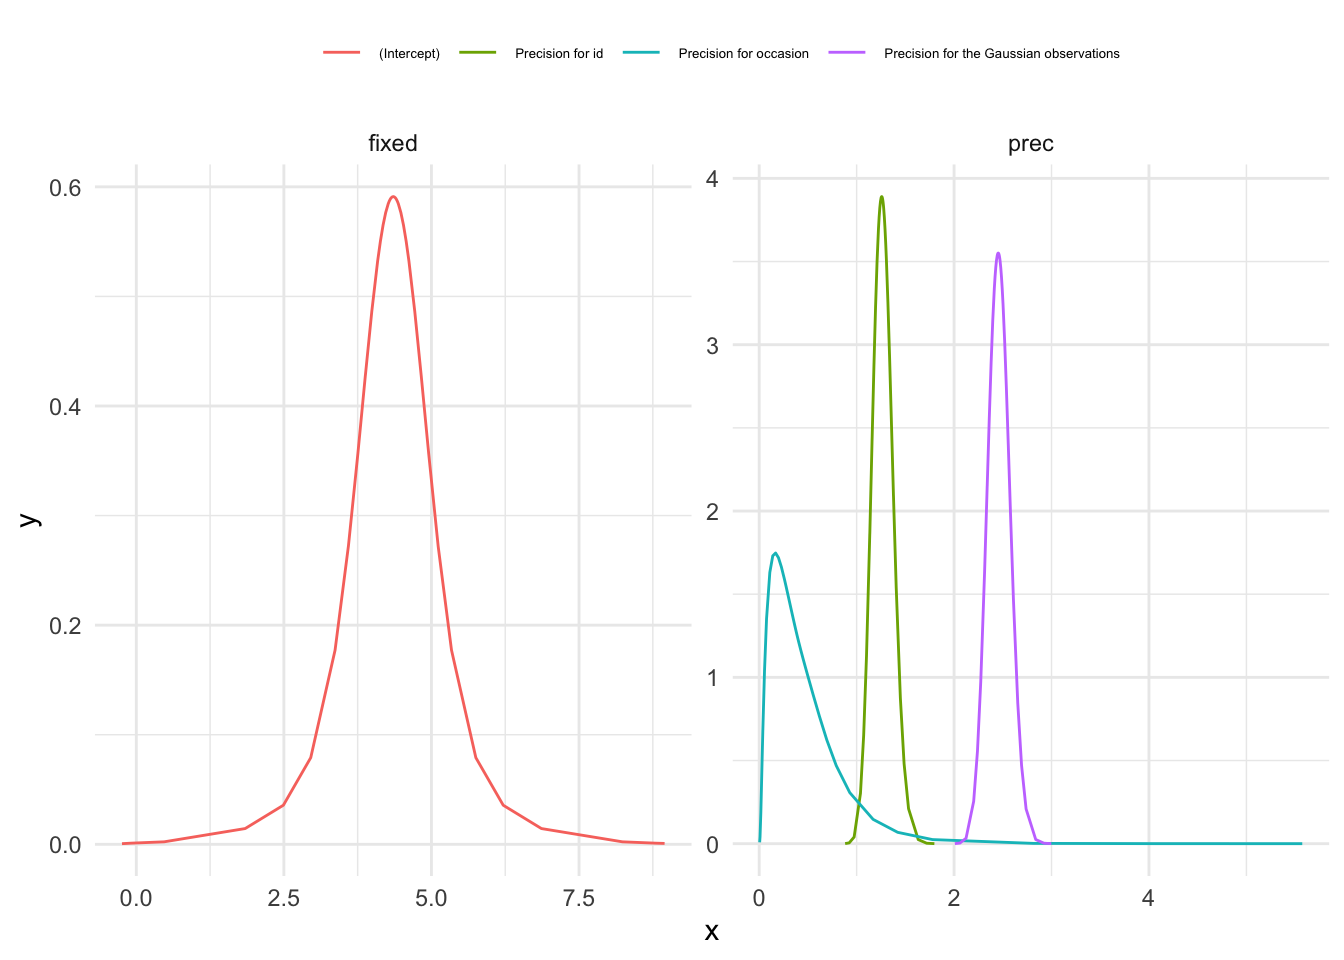 (Intercept) Precision for id Precision for occasion Precision for the Gaussian observations
fixed prec
y
0.6
0.4
0.2
0.0
4
3
2
1
0
0.0 2.5 5.0 7.5 0 2 4
x